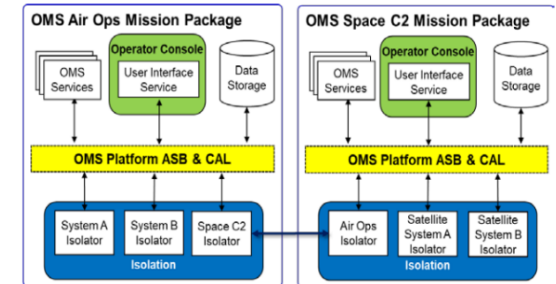 OMS Air Ops Mission Package
OMS
Services
Operator Console
User Interface
Service
Data
Storage
OMS Platform ASB & CAL
System A
Isolator
System B
Isolator
Space C2
Isolator
Isolation
OMS Space C2 Mission Package
OMS
Services
Operator Console
User Interface
Service
Data
Storage
OMS Platform ASB & CAL
Air Ops
Isolator
Satellite
System A
Isolator
Satellite
System B
Isolator
Isolation